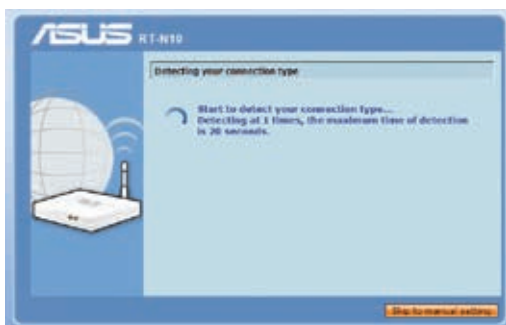 ASUS RT-N10
Detecting your connection type
Start to detect your connection type...
Detecting at 1 times, the maximum time of detection
is 20 seconds.
Skip to manual setting